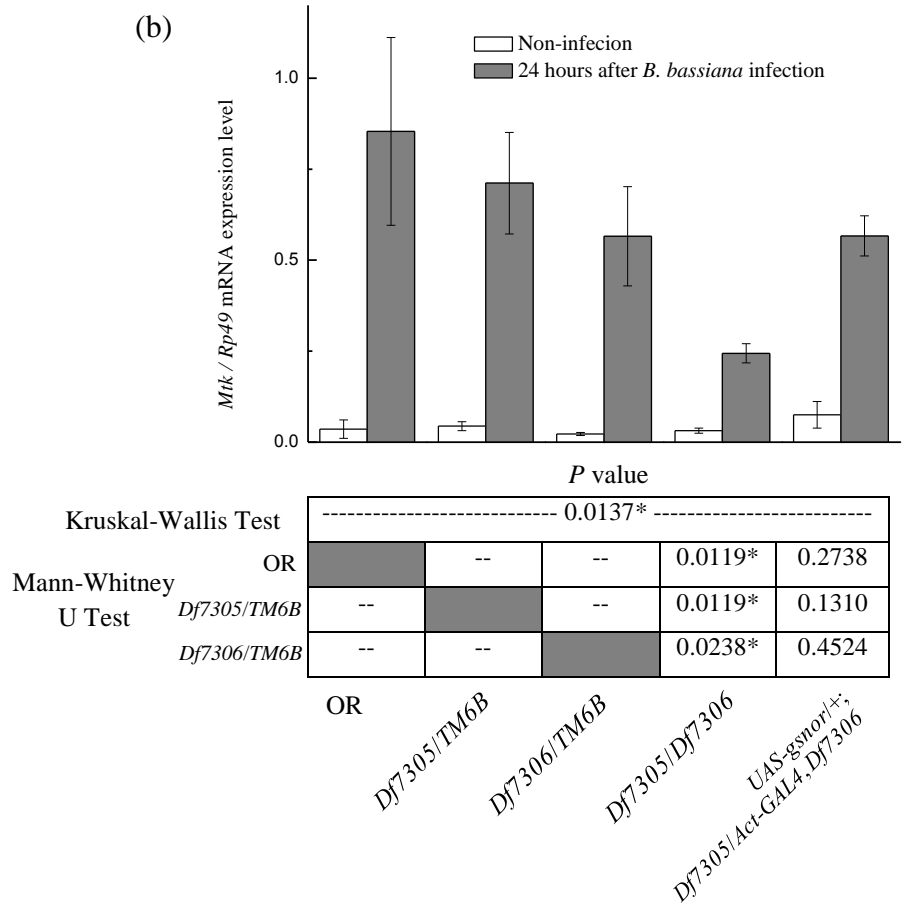 (b)
Non-infecion
24 hours after B. bassiana infection
1.0
0.5
0.0
Mtk / Rp49 mRNA expression level
P value
Kruskal-Wallis Test
---------------------------- 0.0137* --------------------------
Mann-Whitney
U Test
OR -- -- 0.0119* 0.2738
Df7305/TM6B -- -- 0.0119* 0.1310
Df7306/TM6B -- -- 0.0238* 0.4524
OR
Df7305/TM6B
Df7306/TM6B
Df7305/Df7306
UAS-gsnor/+;
Df7305/Act-GAL4, Df7306